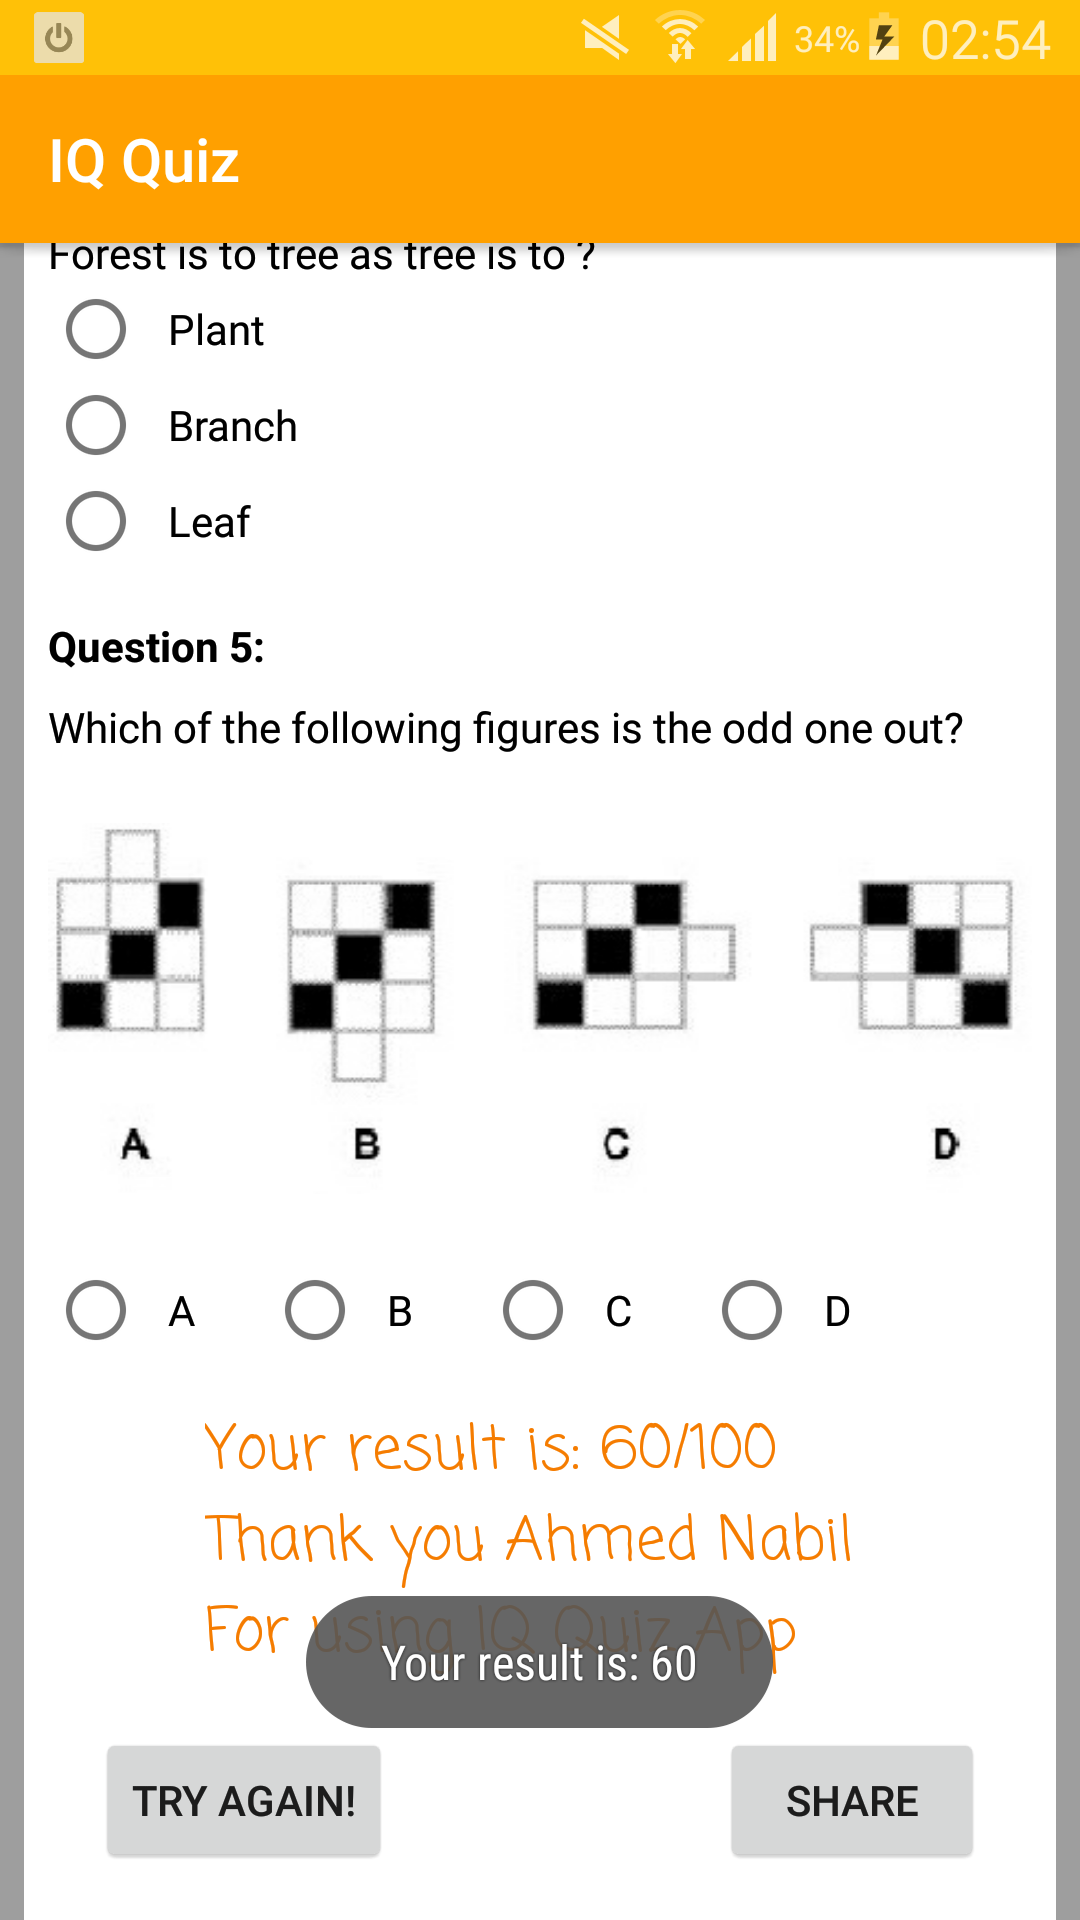 34% 02:54
IQ Quiz
Forest is to tree as tree is to ?
Plant
Branch
Leaf
Question 5:
Which of the following figures is the odd one out?
A B C D
A B C D
Your result is: 60/100
Thank you Ahmed Nabil
For using IQ Quiz App
Your result is: 60
TRY AGAIN! SHARE